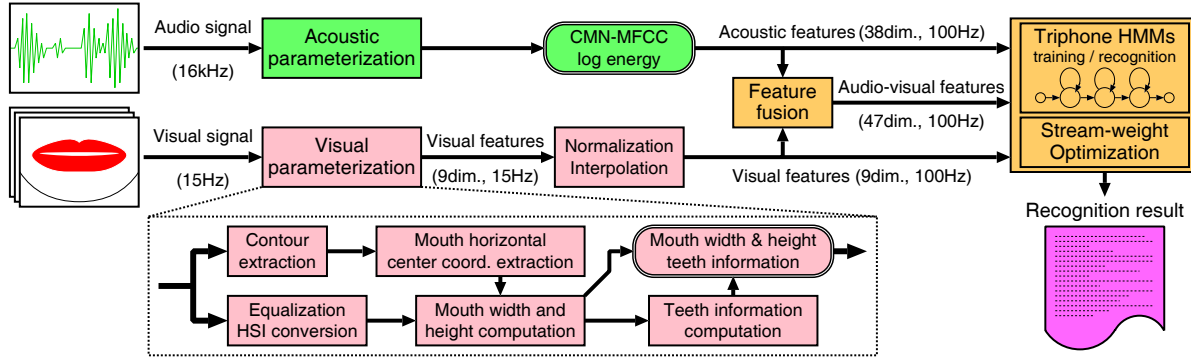 Audio signal
(16kHz)
Acoustic
parameterization
CMN-MFCC
log energy
Acoustic features (38dim., 100Hz)
Triphone HMMs
training / recognition
Feature
fusion
Audio-visual features
(47dim., 100Hz)
Visual signal
(15Hz)
Visual
parameterization
Visual features
(9dim., 15Hz)
Normalization
Interpolation
Visual features (9dim., 100Hz)
Stream-weight
Optimization
Recognition result
Contour
extraction
Mouth horizontal
center coord. extraction
Mouth width & height
teeth information
Equalization
HSI conversion
Mouth width and
height computation
Teeth information
computation